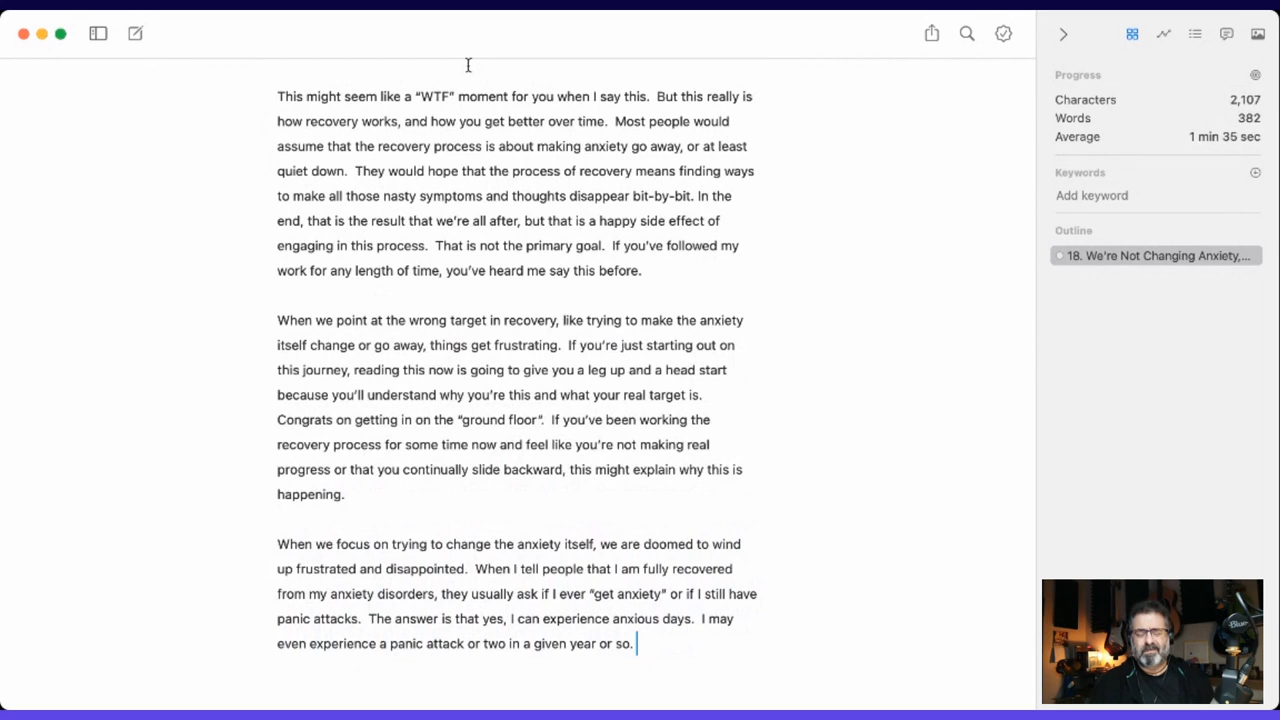 This might seem like a “WTF” moment for you when I say this.  But this really is
how recovery works, and how you get better over time.  Most people would
assume that the recovery process is about making anxiety go away, or at least
quiet down.  They would hope that the process of recovery means finding ways
to make all those nasty symptoms and thoughts disappear bit-by-bit. In the
end, that is the result that we’re all after, but that is a happy side effect of
engaging in this process.  That is not the primary goal.  If you’ve followed my
work for any length of time, you’ve heard me say this before.
When we point at the wrong target in recovery, like trying to make the anxiety
itself change or go away, things get frustrating.  If you’re just starting out on
this journey, reading this now is going to give you a leg up and a head start
because you’ll understand why you’re this and what your real target is.
Congrats on getting in on the “ground floor”.  If you’ve been working the
recovery process for some time now and feel like you’re not making real
progress or that you continually slide backward, this might explain why this is
happening.
When we focus on trying to change the anxiety itself, we are doomed to wind
up frustrated and disappointed.  When I tell people that I am fully recovered
from my anxiety disorders, they usually ask if I ever “get anxiety” or if I still have
panic attacks.  The answer is that yes, I can experience anxious days.  I may
even experience a panic attack or two in a given year or so.
Progress
Characters 2,107
Words 382
Average 1 min 35 sec
Keywords
Add keyword
Outline
18. We’re Not Changing Anxiety,...
Blue